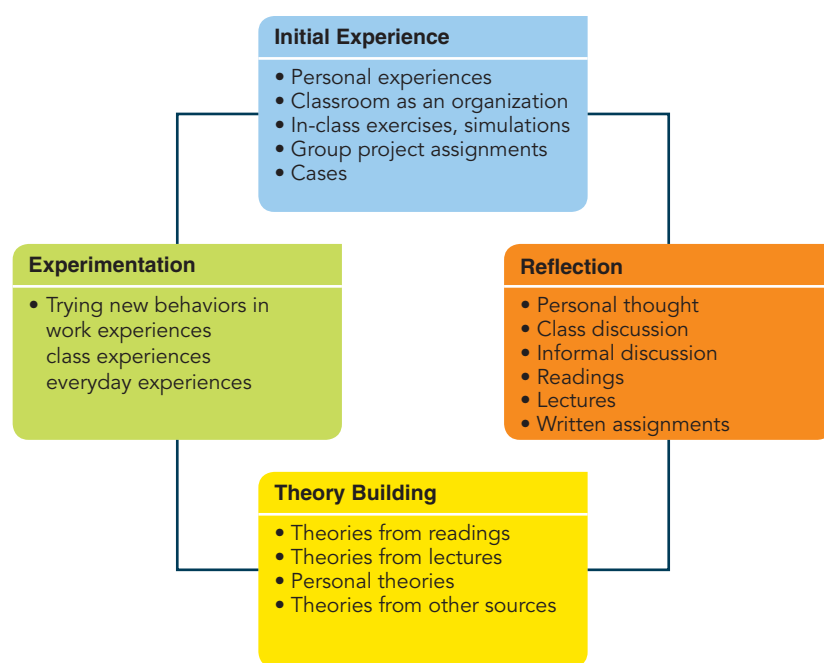 Initial Experience
• Personal experiences
• Classroom as an organization
• In-class exercises, simulations
• Group project assignments
• Cases
Experimentation
• Trying new behaviors in
work experiences
class experiences
everyday experiences
Reflection
• Personal thought
• Class discussion
• Informal discussion
• Readings
• Lectures
• Written assignments
Theory Building
• Theories from readings
• Theories from lectures
• Personal theories
• Theories from other sources